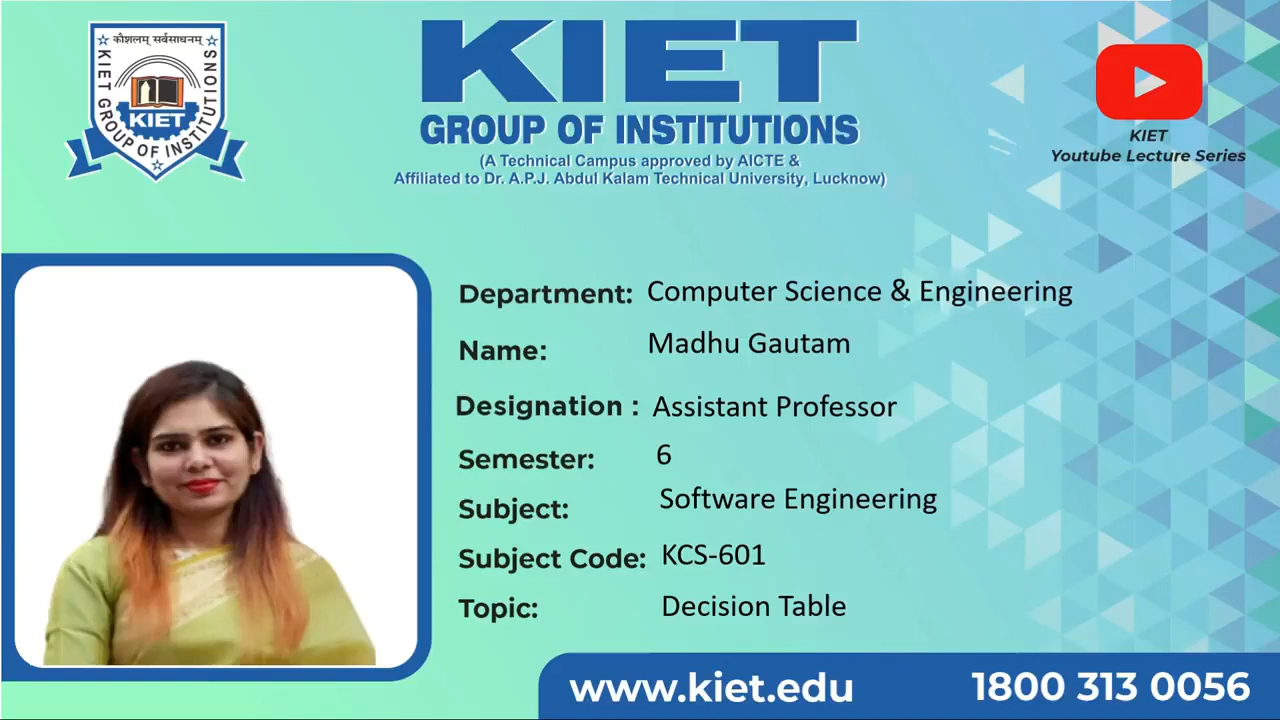 कौशलम् सर्वसाधनम्
KIET GROUP OF INSTITUTIONS
KIET
KIET
GROUP OF INSTITUTIONS
(A Technical Campus approved by AICTE &
Affiliated to Dr. A.P.J. Abdul Kalam Technical University, Lucknow)
KIET
Youtube Lecture Series
Department: Computer Science & Engineering
Name: Madhu Gautam
Designation : Assistant Professor
Semester: 6
Subject: Software Engineering
Subject Code: KCS-601
Topic: Decision Table
www.kiet.edu 1800 313 0056